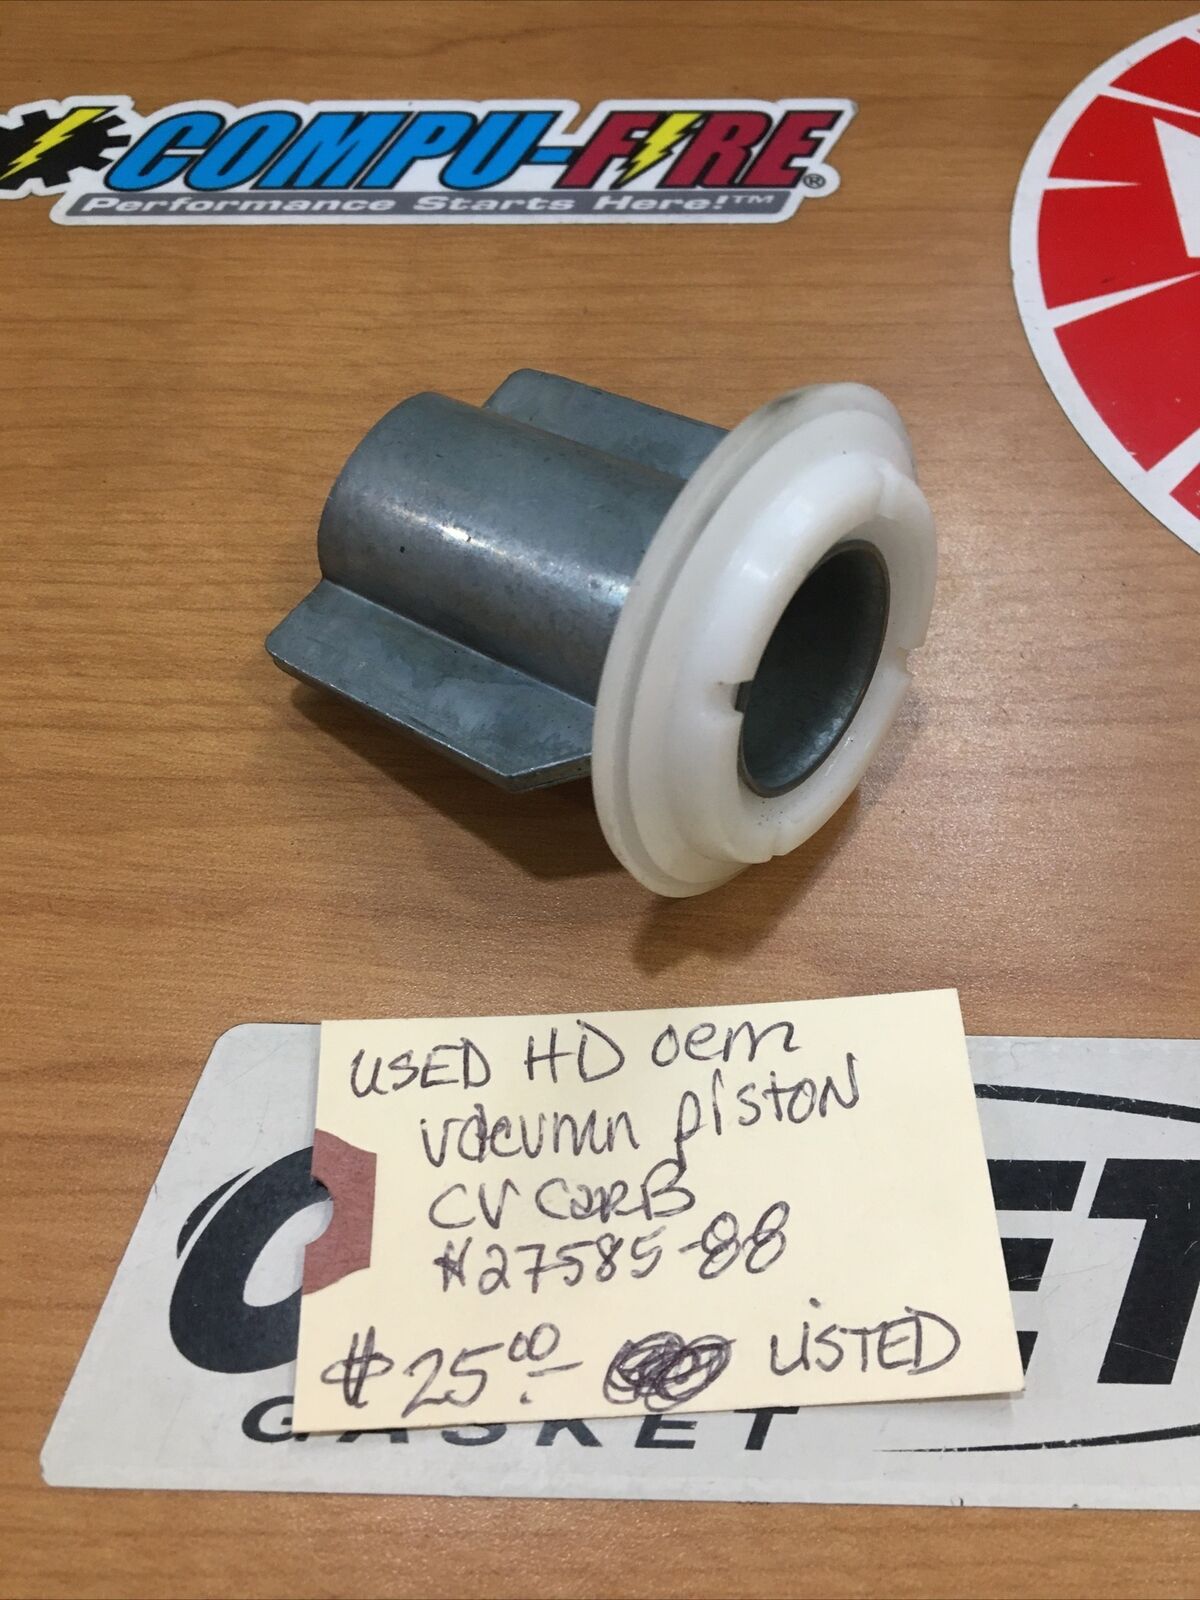 COMPU-FIRE®
Performance Starts Here!™
USED HD oem
vacumn piston
CV CARB
#27585-88
$25.00 LISTED
ET
GASKET